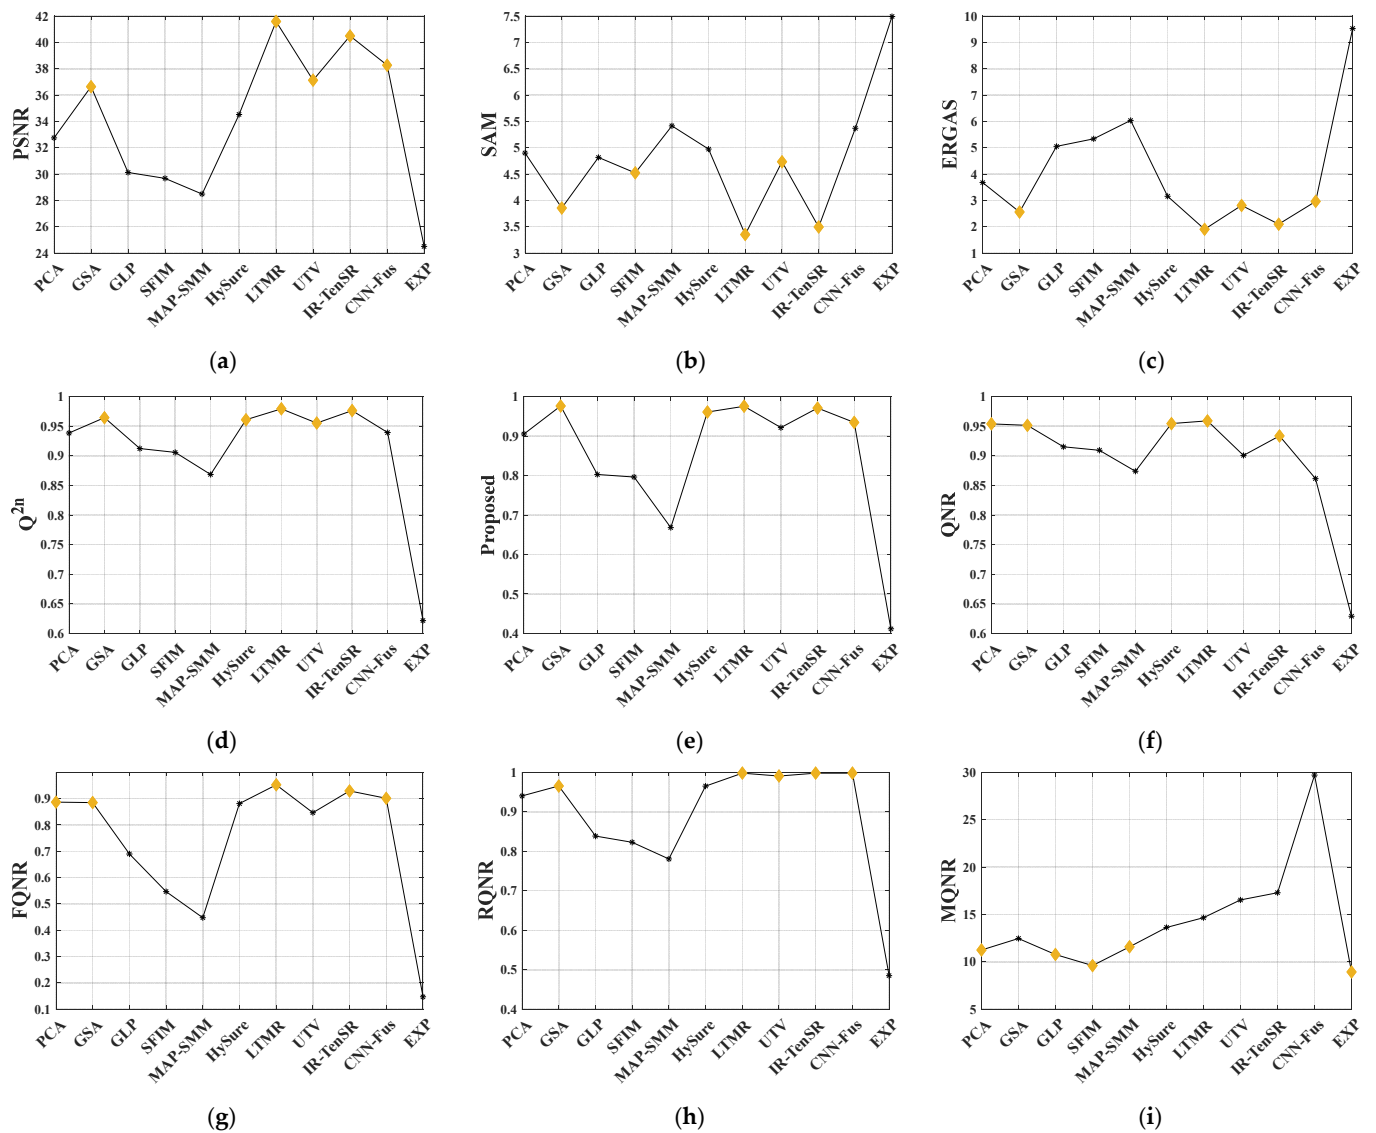 PSNR
42
40
38
36
34
32
30
28
26
24
PCA
GSA
GLP
SFIM
MAP-SMM
HySure
LTMR
UTV
IR-TenSR
CNN-Fus
EXP
(a)
SAM
7.5
7
6.5
6
5.5
5
4.5
4
3.5
3
PCA
GSA
GLP
SFIM
MAP-SMM
HySure
LTMR
UTV
IR-TenSR
CNN-Fus
EXP
(b)
ERGAS
10
9
8
7
6
5
4
3
2
1
PCA
GSA
GLP
SFIM
MAP-SMM
HySure
LTMR
UTV
IR-TenSR
CNN-Fus
EXP
(c)
Q2n
1
0.95
0.9
0.85
0.8
0.75
0.7
0.65
0.6
PCA
GSA
GLP
SFIM
MAP-SMM
HySure
LTMR
UTV
IR-TenSR
CNN-Fus
EXP
(d)
Proposed
1
0.9
0.8
0.7
0.6
0.5
0.4
PCA
GSA
GLP
SFIM
MAP-SMM
HySure
LTMR
UTV
IR-TenSR
CNN-Fus
EXP
(e)
QNR
1
0.95
0.9
0.85
0.8
0.75
0.7
0.65
0.6
PCA
GSA
GLP
SFIM
MAP-SMM
HySure
LTMR
UTV
IR-TenSR
CNN-Fus
EXP
(f)
FQNR
0.9
0.8
0.7
0.6
0.5
0.4
0.3
0.2
0.1
PCA
GSA
GLP
SFIM
MAP-SMM
HySure
LTMR
UTV
IR-TenSR
CNN-Fus
EXP
(g)
RQNR
1
0.9
0.8
0.7
0.6
0.5
0.4
PCA
GSA
GLP
SFIM
MAP-SMM
HySure
LTMR
UTV
IR-TenSR
CNN-Fus
EXP
(h)
MQNR
30
25
20
15
10
5
PCA
GSA
GLP
SFIM
MAP-SMM
HySure
LTMR
UTV
IR-TenSR
CNN-Fus
EXP
(i)